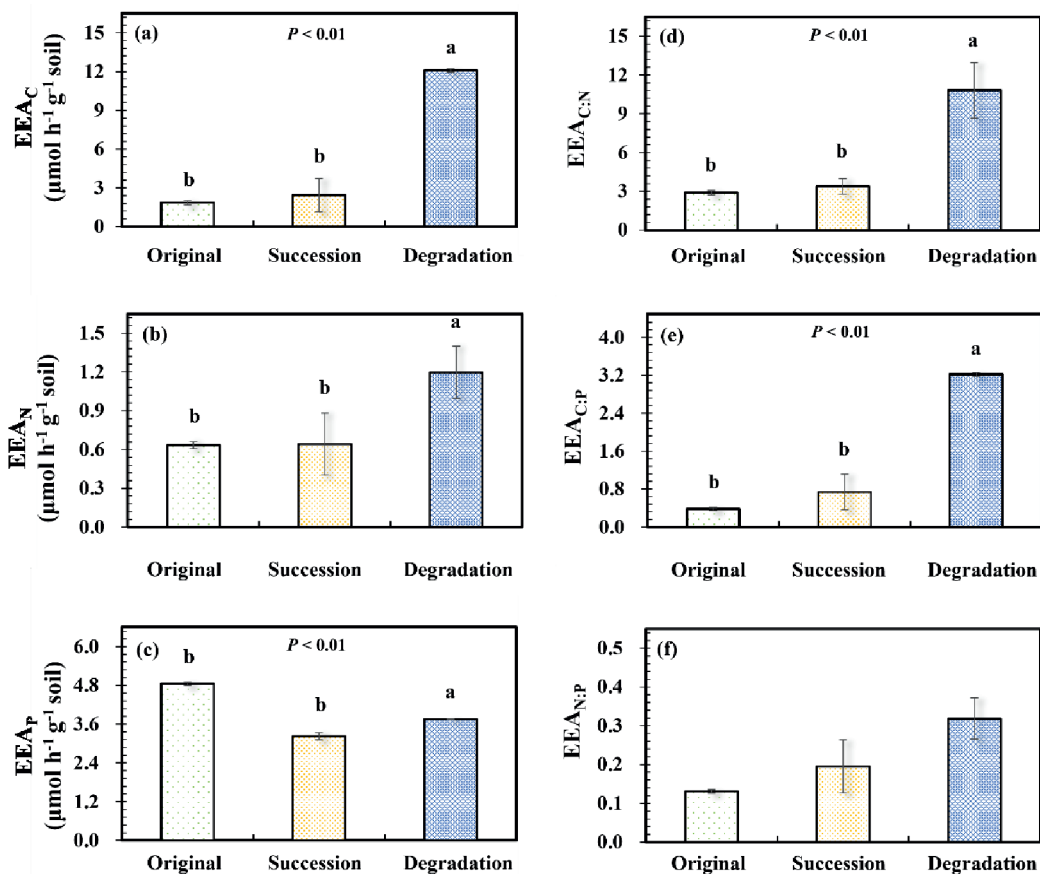 (a)
P < 0.01
EEA_C
(μmol h⁻¹ g⁻¹ soil)
15
12
9
6
3
0
b
b
a
Original Succession Degradation
(d)
P < 0.01
EEA_C:N
15
12
9
6
3
0
b
b
a
Original Succession Degradation
(b)
EEA_N
(μmol h⁻¹ g⁻¹ soil)
1.5
1.2
0.9
0.6
0.3
0.0
b
b
a
Original Succession Degradation
(e)
P < 0.01
EEA_C:P
4.0
3.2
2.4
1.6
0.8
0.0
b
b
a
Original Succession Degradation
(c)
P < 0.01
EEA_P
(μmol h⁻¹ g⁻¹ soil)
6.0
4.8
3.6
2.4
1.2
0.0
b
b
a
Original Succession Degradation
(f)
EEA_N:P
0.5
0.4
0.3
0.2
0.1
0.0
Original Succession Degradation